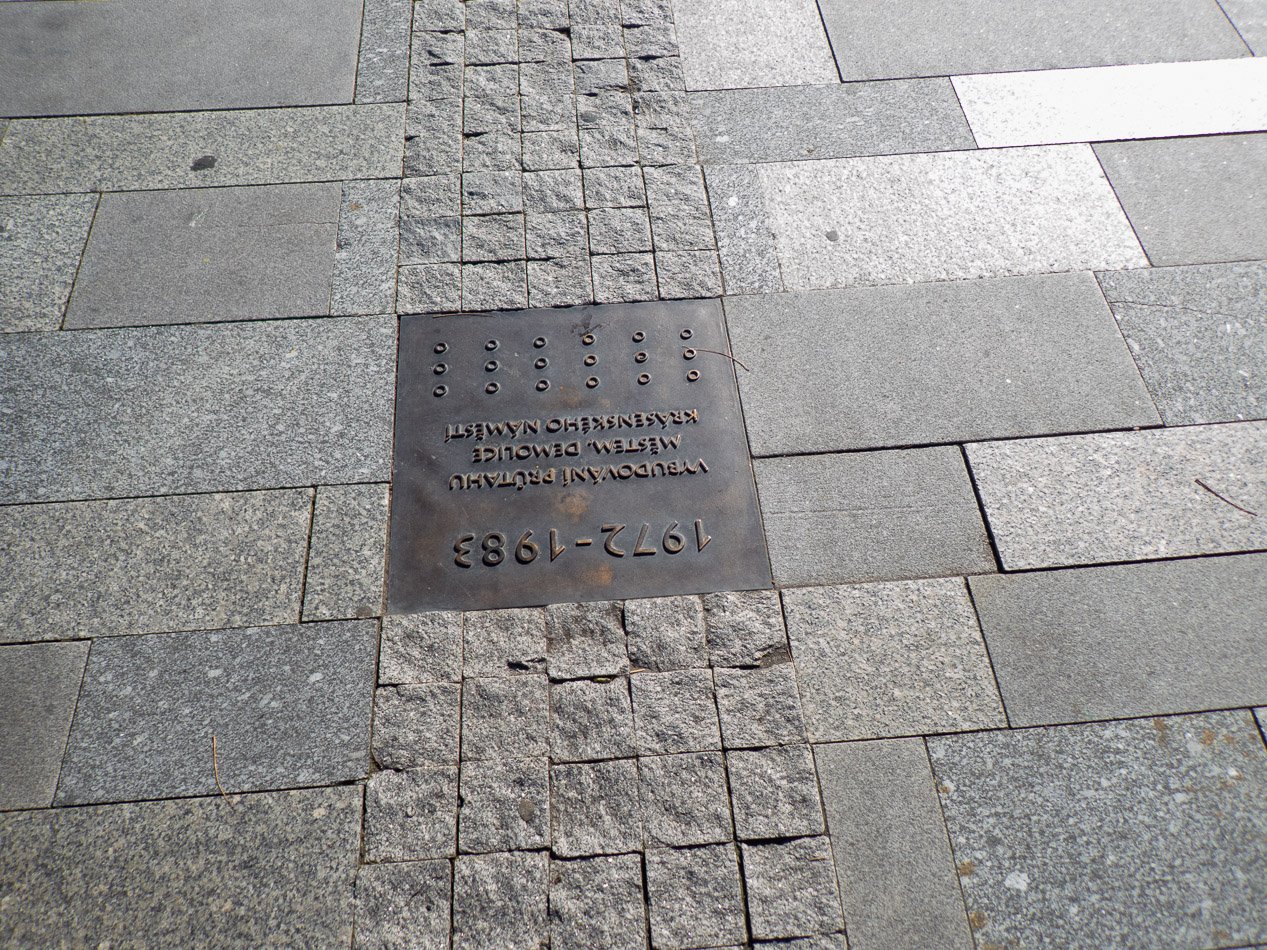 1972-1983
VYBUDOVÁNÍ PRŮTAHU
MĚSTEM, DEMOLICE
KRÁSENSKÉHO NÁMĚSTÍ